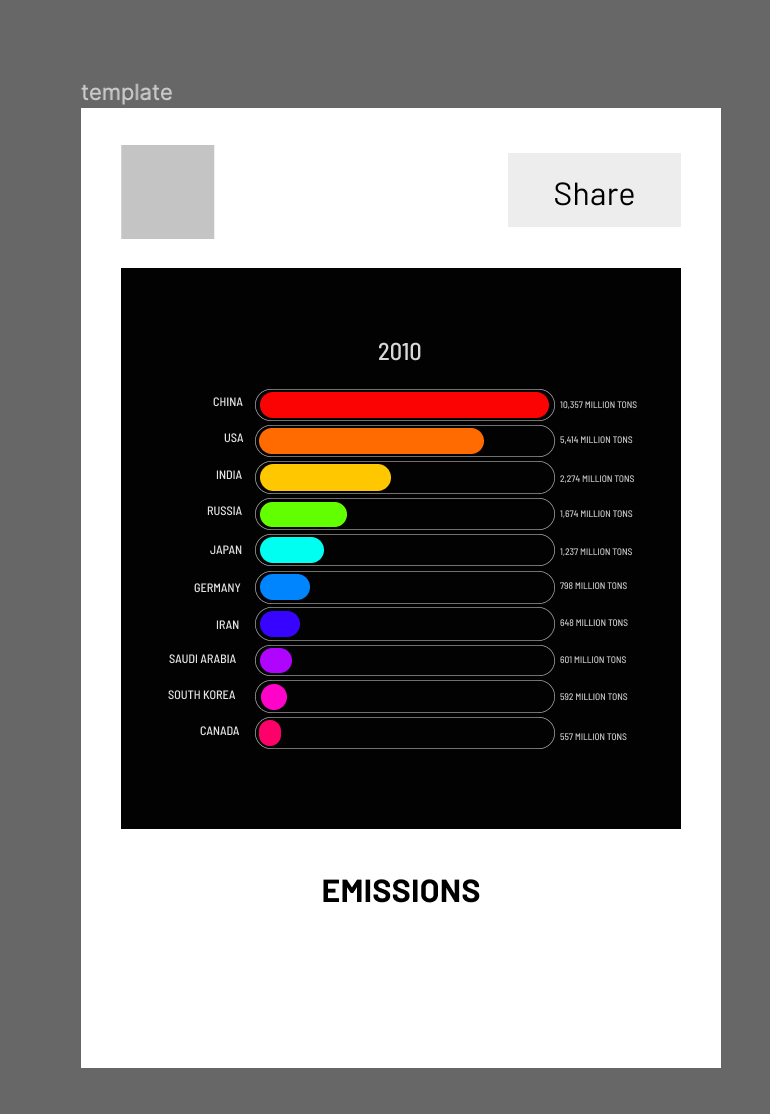 template
Share
2010
CHINA 10,357 MILLION TONS
USA 5,414 MILLION TONS
INDIA 2,274 MILLION TONS
RUSSIA 1,674 MILLION TONS
JAPAN 1,237 MILLION TONS
GERMANY 798 MILLION TONS
IRAN 648 MILLION TONS
SAUDI ARABIA 601 MILLION TONS
SOUTH KOREA 592 MILLION TONS
CANADA 557 MILLION TONS
EMISSIONS